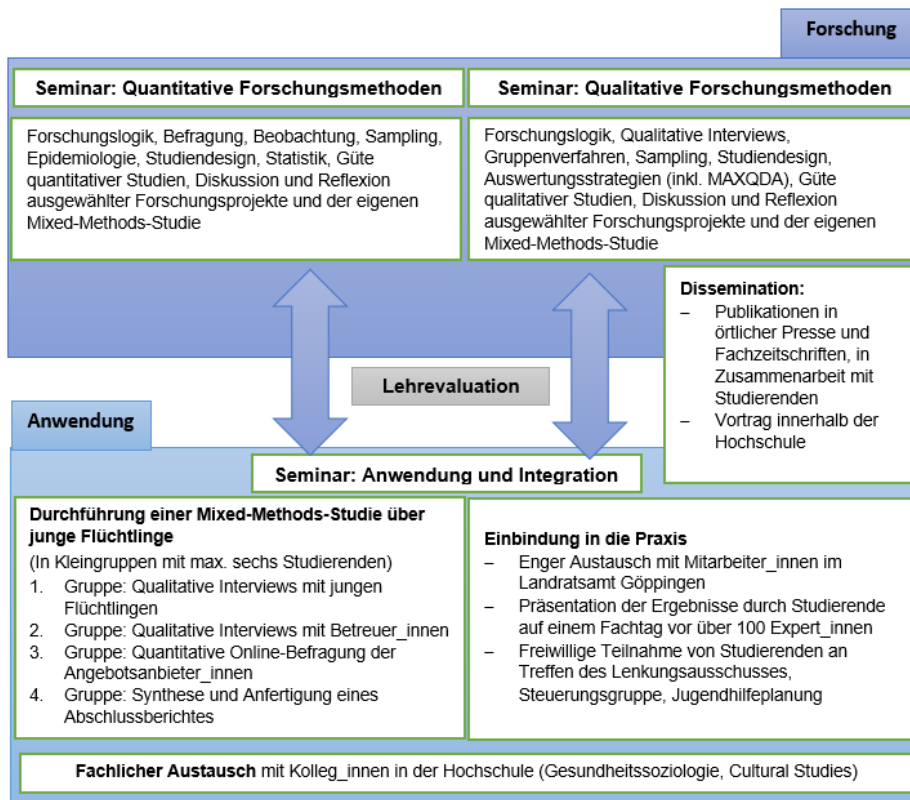 Forschung
Seminar: Quantitative Forschungsmethoden
Forschungslogik, Befragung, Beobachtung, Sampling,
Epidemiologie, Studiendesign, Statistik, Güte
quantitativer Studien, Diskussion und Reflexion
ausgewählter Forschungsprojekte und der eigenen
Mixed-Methods-Studie
Seminar: Qualitative Forschungsmethoden
Forschungslogik, Qualitative Interviews,
Gruppenverfahren, Sampling, Studiendesign,
Auswertungsstrategien (inkl. MAXQDA), Güte
qualitativer Studien, Diskussion und Reflexion
ausgewählter Forschungsprojekte und der eigenen
Mixed-Methods-Studie
Dissemination:
– Publikationen in
örtlicher Presse und
Fachzeitschriften, in
Zusammenarbeit mit
Studierenden
– Vortrag innerhalb der
Hochschule
Lehrevaluation
Anwendung
Seminar: Anwendung und Integration
Durchführung einer Mixed-Methods-Studie über
junge Flüchtlinge
(In Kleingruppen mit max. sechs Studierenden)
1. Gruppe: Qualitative Interviews mit jungen
Flüchtlingen
2. Gruppe: Qualitative Interviews mit Betreuer_innen
3. Gruppe: Quantitative Online-Befragung der
Angebotsanbieter_innen
4. Gruppe: Synthese und Anfertigung eines
Abschlussberichtes
Einbindung in die Praxis
– Enger Austausch mit Mitarbeiter_innen im
Landratsamt Göppingen
– Präsentation der Ergebnisse durch Studierende
auf einem Fachtag vor über 100 Expert_innen
– Freiwillige Teilnahme von Studierenden an
Treffen des Lenkungsausschusses,
Steuerungsgruppe, Jugendhilfeplanung
Fachlicher Austausch mit Kolleg_innen in der Hochschule (Gesundheitssoziologie, Cultural Studies)